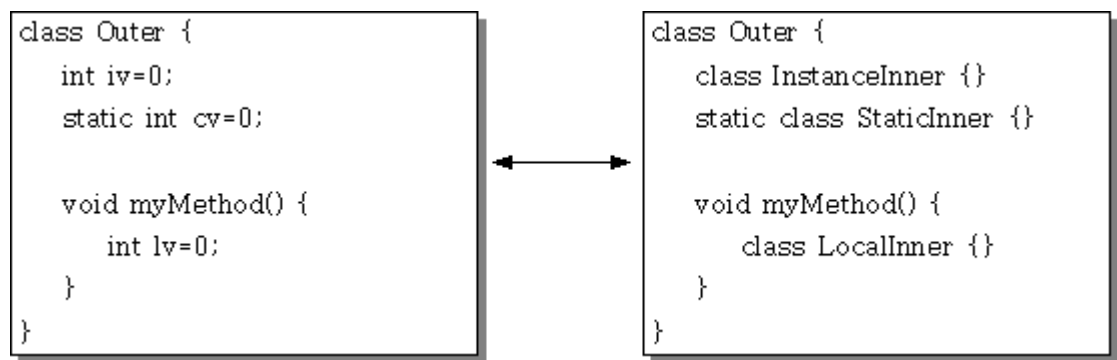 class Outer {
int iv=0;
static int cv=0;
void myMethod() {
int lv=0;
}
}
class Outer {
class InstanceInner {}
static class StaticInner {}
void myMethod() {
class LocalInner {}
}
}